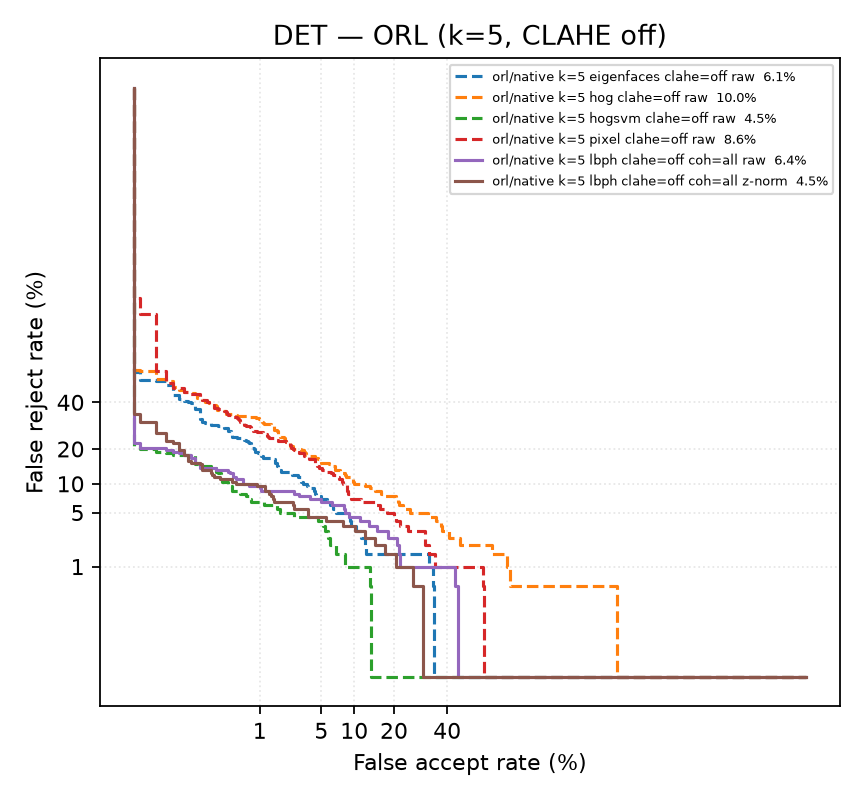 DET — ORL (k=5, CLAHE off)
orl/native k=5 eigenfaces clahe=off raw  6.1%
orl/native k=5 hog clahe=off raw  10.0%
orl/native k=5 hogsvm clahe=off raw  4.5%
orl/native k=5 pixel clahe=off raw  8.6%
orl/native k=5 lbph clahe=off coh=all raw  6.4%
orl/native k=5 lbph clahe=off coh=all z-norm  4.5%
False reject rate (%)
40
20
10
5
1
1 5 10 20 40
False accept rate (%)